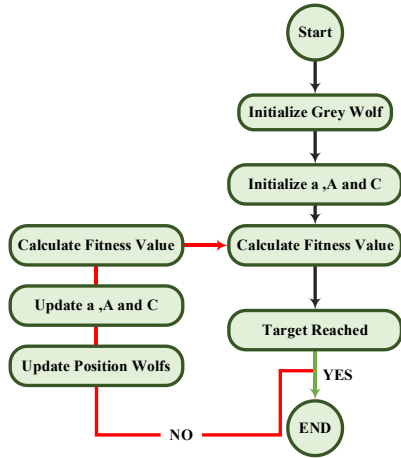 Start
Initialize Grey Wolf
Initialize a ,A and C
Calculate Fitness Value
Calculate Fitness Value
Update a ,A and C
Target Reached
Update Position Wolfs
YES
NO
END